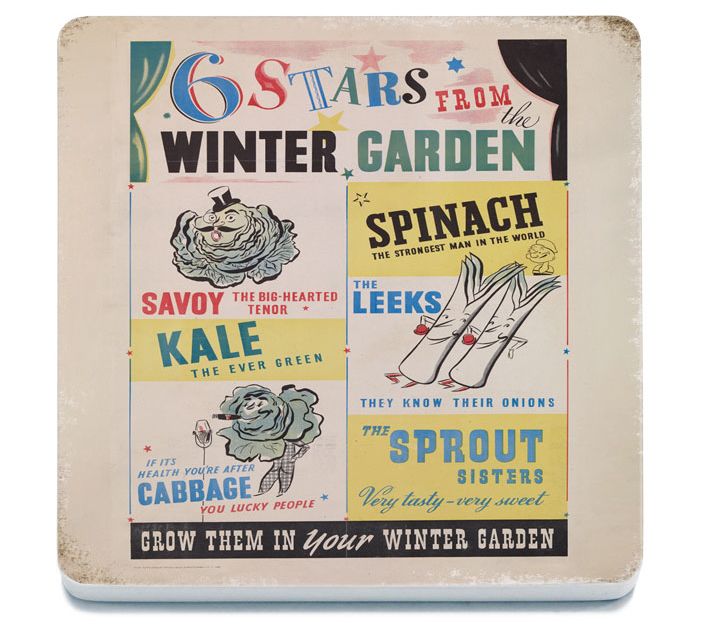 6 STARS FROM
the
WINTER GARDEN
SAVOY THE BIG-HEARTED
TENOR
KALE
THE EVER GREEN
IF ITS
HEALTH YOU'RE AFTER
CABBAGE
YOU LUCKY PEOPLE
SPINACH
THE STRONGEST MAN IN THE WORLD
THE
LEEKS
THEY KNOW THEIR ONIONS
THE
SPROUT
SISTERS
Very tasty - very sweet
GROW THEM IN your WINTER GARDEN